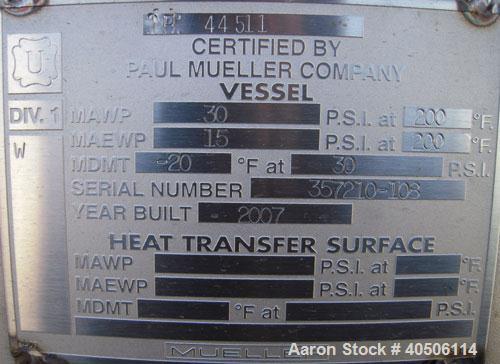 44511
CERTIFIED BY
PAUL MUELLER COMPANY
VESSEL
U
DIV. 1
W
MAWP 30 P.S.I. at 200 °F.
MAEWP 15 P.S.I. at 200 °F.
MDMT -20 °F at 30 P.S.I.
SERIAL NUMBER 357210-108
YEAR BUILT 2007
HEAT TRANSFER SURFACE
MAWP P.S.I. at °F.
MAEWP P.S.I. at °F.
MDMT °F at P.S.I.
MUELLER
Aaron Stock # 40506114